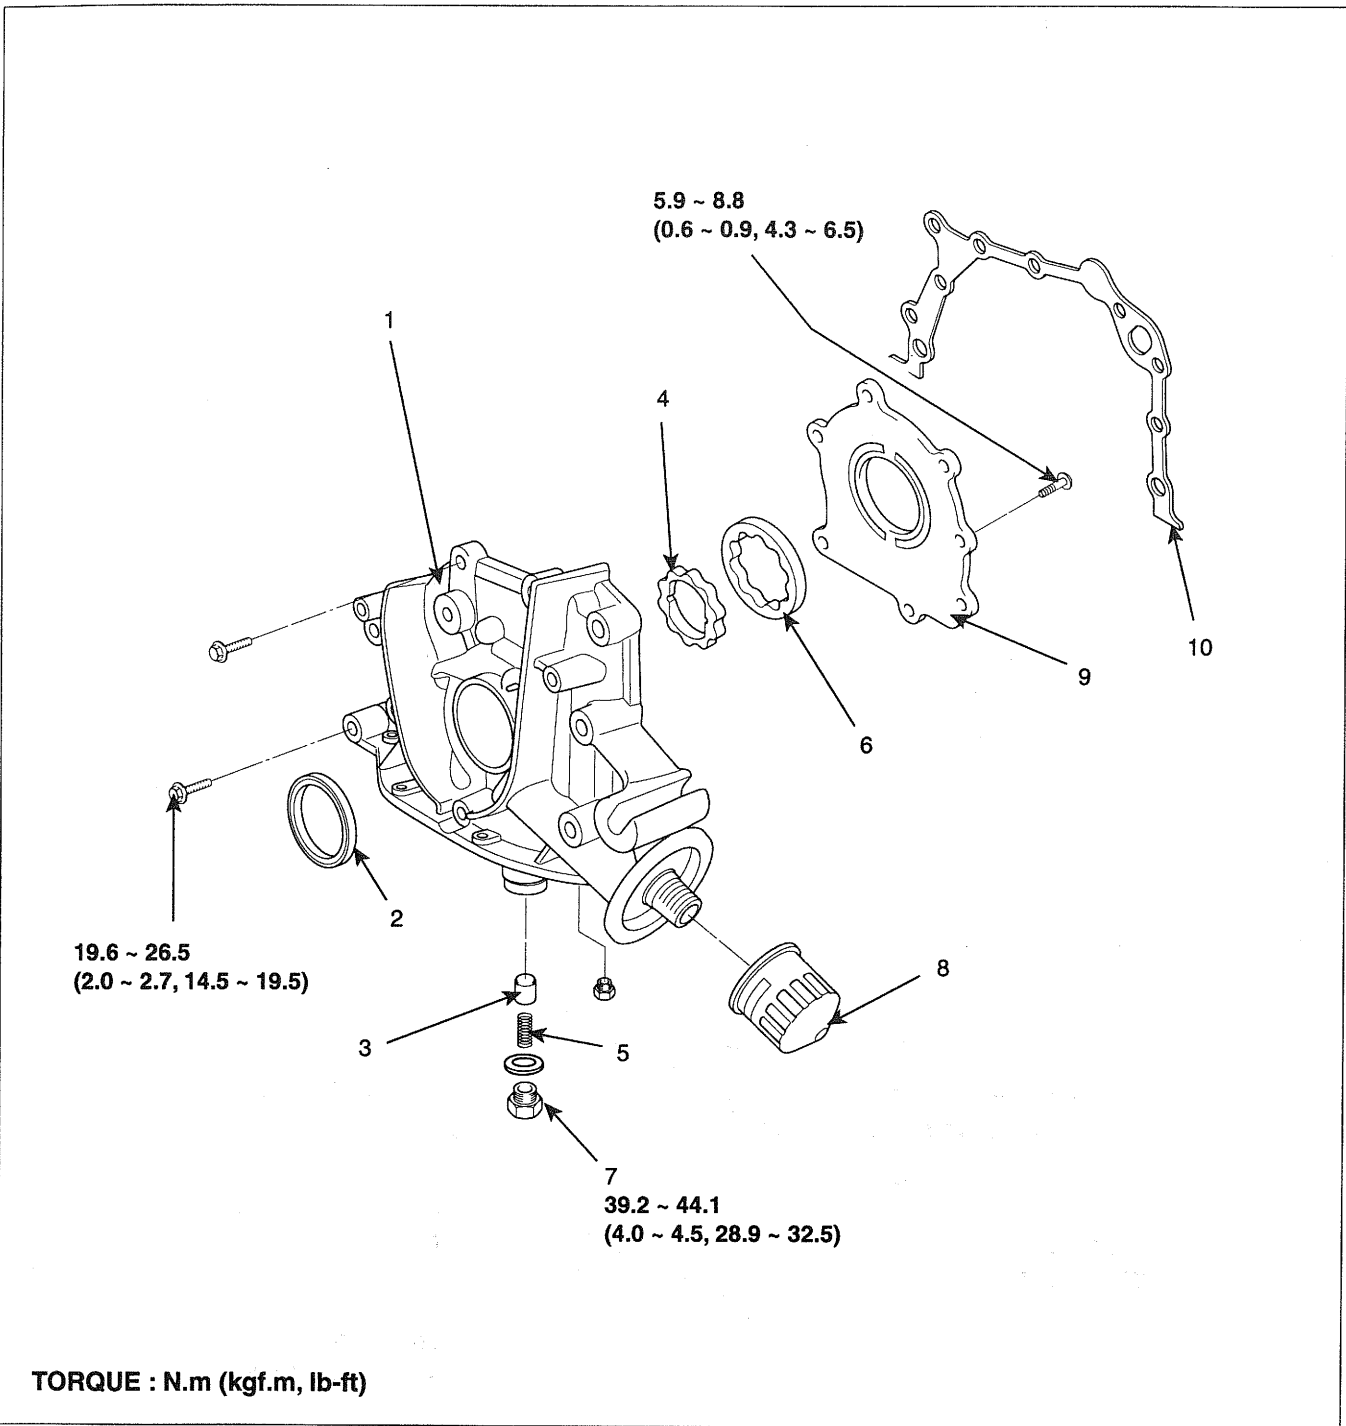 5.9 ~ 8.8
(0.6 ~ 0.9, 4.3 ~ 6.5)
1
4
10
9
6
2
19.6 ~ 26.5
(2.0 ~ 2.7, 14.5 ~ 19.5)
8
3
5
7
39.2 ~ 44.1
(4.0 ~ 4.5, 28.9 ~ 32.5)
TORQUE : N.m (kgf.m, lb-ft)